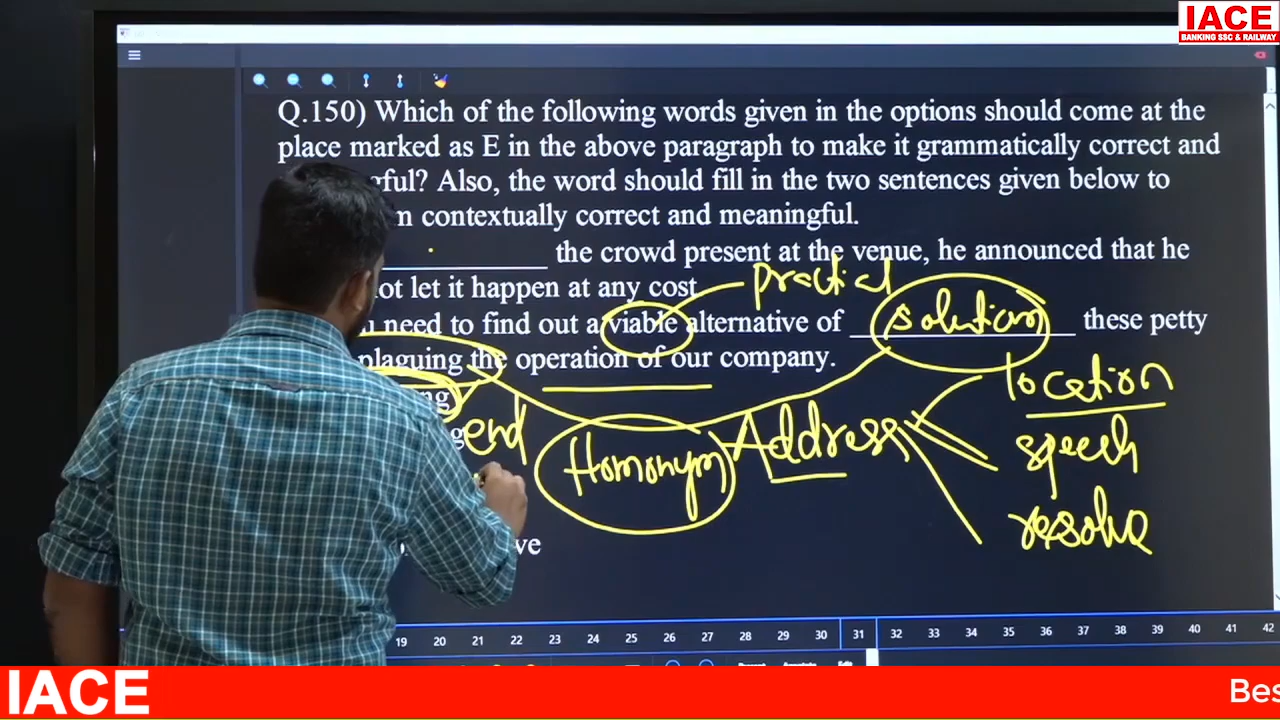 IACE
BANKING SSC & RAILWAY
Q.150) Which of the following words given in the options should come at the
place marked as E in the above paragraph to make it grammatically correct and
gful? Also, the word should fill in the two sentences given below to
m contextually correct and meaningful.
the crowd present at the venue, he announced that he
ot let it happen at any cost
practical
need to find out a viable alternative of solution these petty
plaguing the operation of our company.
location
ng
end
Homonym
Address
speech
resolve
ve
19 20 21 22 23 24 25 26 27 28 29 30 31 32 33 34 35 36 37 38 39 40 41 42
IACE
Bes